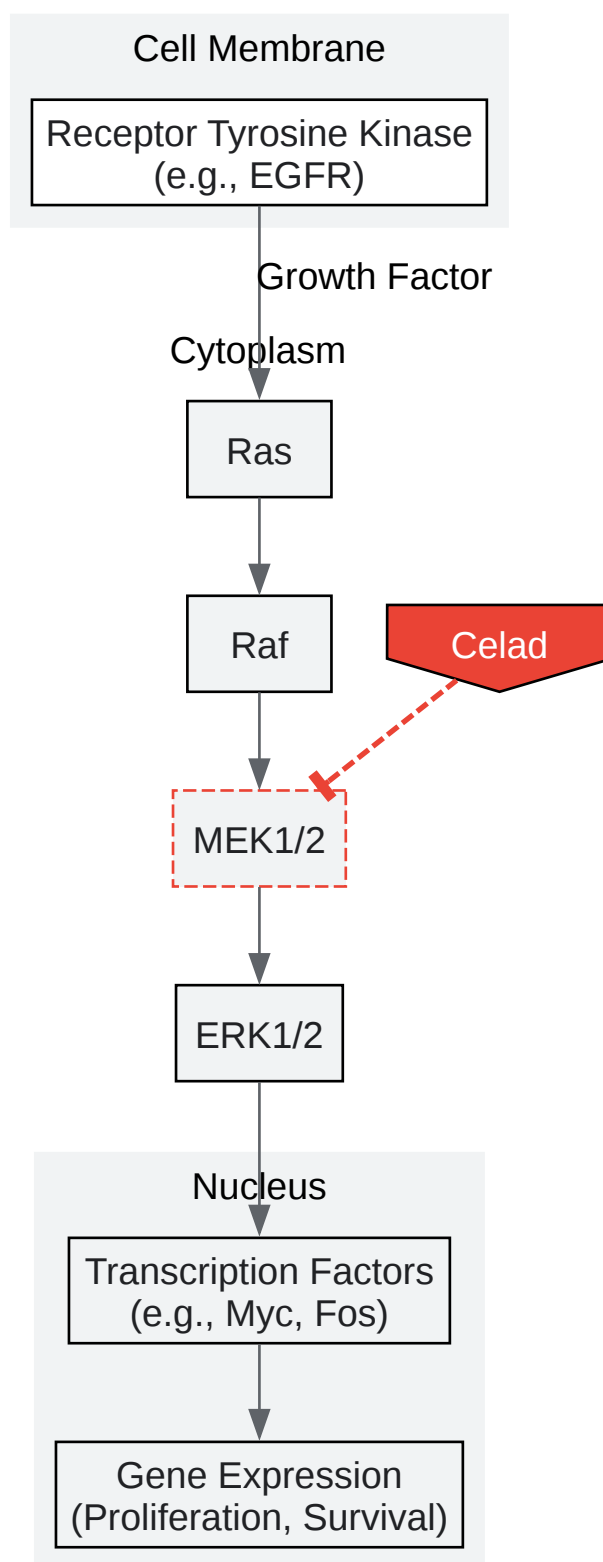 Cell Membrane
Receptor Tyrosine Kinase
(e.g., EGFR)
Growth Factor
Cytoplasm
Ras
Raf
Celad
MEK1/2
ERK1/2
Nucleus
Transcription Factors
(e.g., Myc, Fos)
Gene Expression
(Proliferation, Survival)